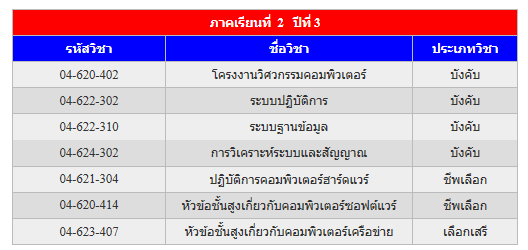 ภาคเรียนที่ 2 ปีที่ 3
รหัสวิชา ชื่อวิชา ประเภทวิชา
04-620-402 โครงงานวิศวกรรมคอมพิวเตอร์ บังคับ
04-622-302 ระบบปฏิบัติการ บังคับ
04-622-310 ระบบฐานข้อมูล บังคับ
04-624-302 การวิเคราะห์ระบบและสัญญาณ บังคับ
04-621-304 ปฏิบัติการคอมพิวเตอร์ฮาร์ดแวร์ ชีพเลือก
04-620-414 หัวข้อชั้นสูงเกี่ยวกับคอมพิวเตอร์ซอฟต์แวร์ ชีพเลือก
04-623-407 หัวข้อชั้นสูงเกี่ยวกับคอมพิวเตอร์เครือข่าย เลือกเสรี